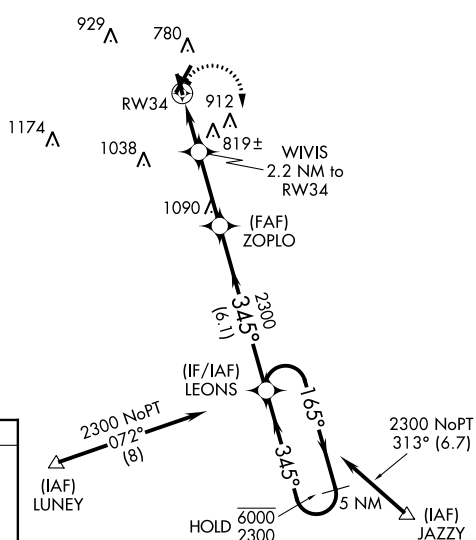 929
780
RW34
912
1174
819±
1038
WIVIS
2.2 NM to
RW34
1090
(FAF)
ZOPLO
2300
345°
(6.1)
(IF/IAF)
LEONS
165°
2300 NoPT
072°
(8)
(IAF)
LUNEY
345°
2300 NoPT
313° (6.7)
HOLD 6000
2300
5 NM
(IAF)
JAZZY